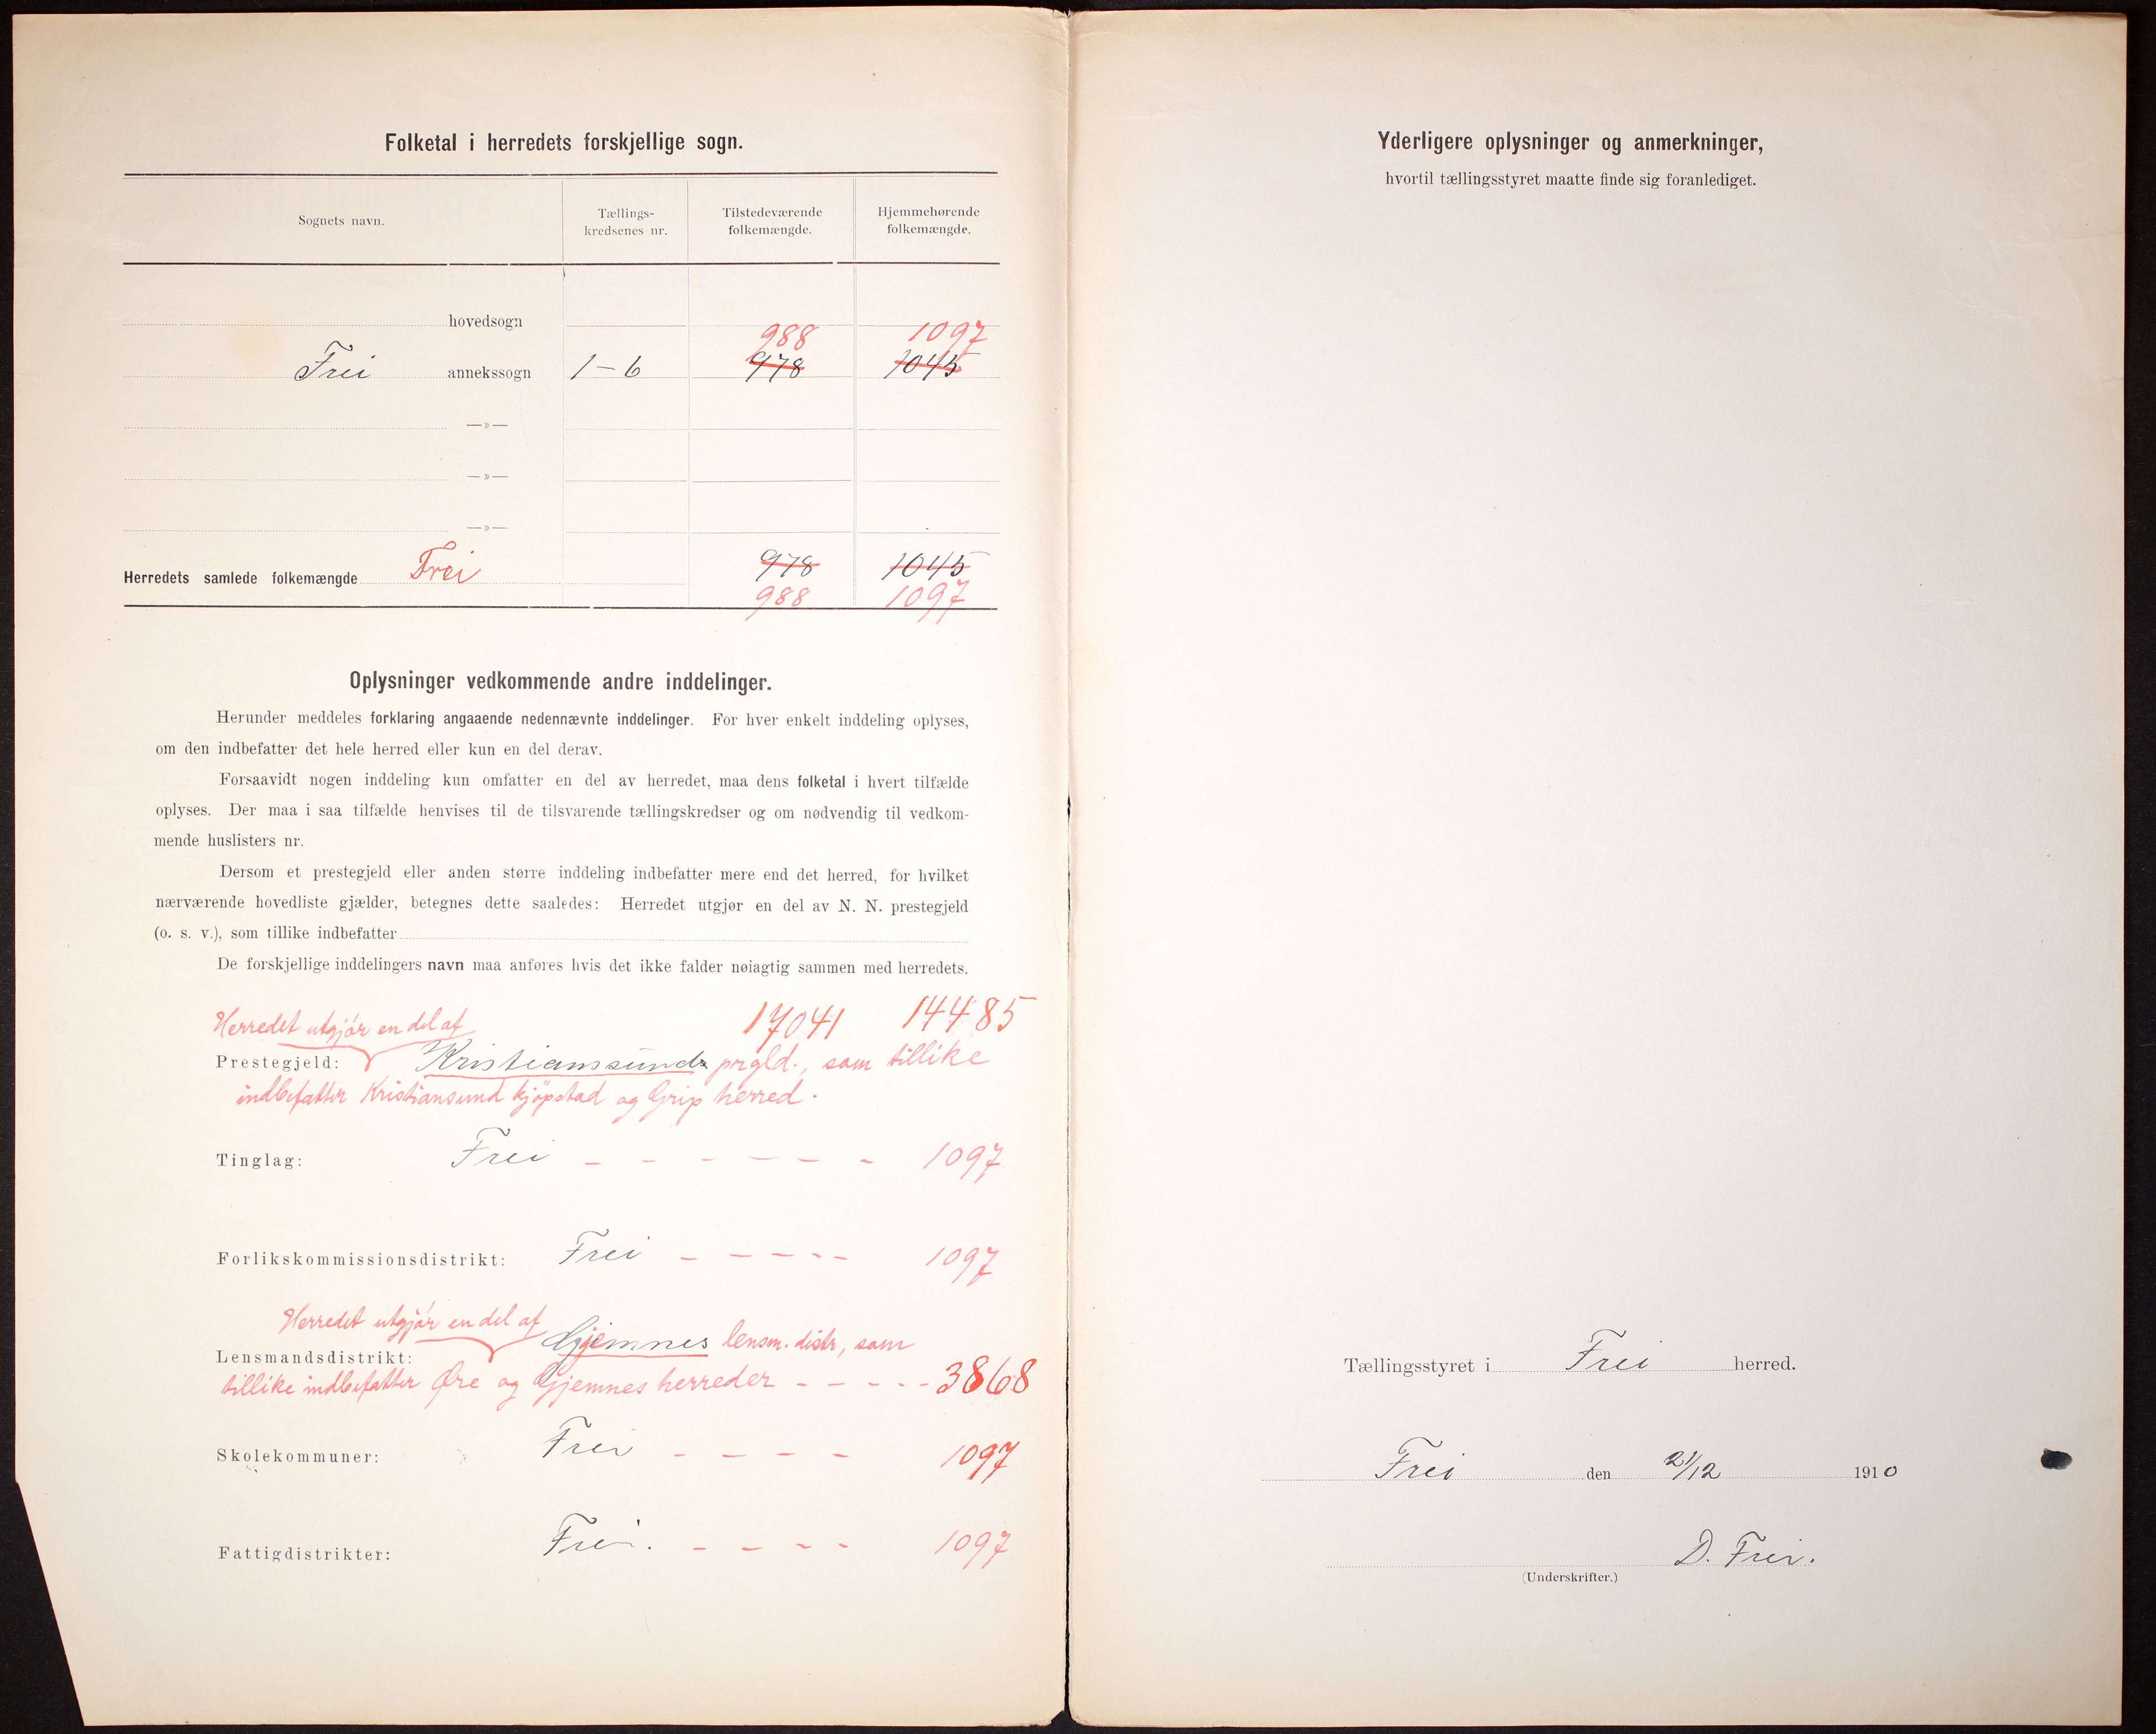 Folketal i herredets forskjellige sogn.
Sognets navn.
Tællings-
kredsenes nr.
Tilstedeværende
folkemængde.
Hjemmehørende
folkemængde.
hovedsogn
988 1097
Frei annekssogn 1-6 978 1045
—»—
—»—
—»—
Herredets samlede folkemængde Frei 978 1045
988 1097
Oplysninger vedkommende andre inddelinger.
Herunder meddeles forklaring angaaende nedennævnte inddelinger. For hver enkelt inddeling oplyses,
om den indbefatter det hele herred eller kun en del derav.
Forsaavidt nogen inddeling kun omfatter en del av herredet, maa dens folketal i hvert tilfælde
oplyses. Der maa i saa tilfælde henvises til de tilsvarende tællingskredser og om nødvendig til vedkom-
mende huslisters nr.
Dersom et prestegjeld eller anden større inddeling indbefatter mere end det herred, for hvilket
nærværende hovedliste gjælder, betegnes dette saaledes: Herredet utgjør en del av N. N. prestegjeld
(o. s. v.), som tillike indbefatter
De forskjellige inddelingers navn maa anføres hvis det ikke falder nøiagtig sammen med herredets.
Herredet utgjør en del af 17041 14485
Prestegjeld: Kristianssunds prgld., som tillike
indbefatter Kristiansund kjøpstad og Grip herred.
Tinglag: Frei - - - - - - 1097
Forlikskommissionsdistrikt: Frei - - - - - 1097
Herredet utgjør en del af
Lensmandsdistrikt: Gjemnes lensm. distr, som
tillike indbefatter Øre og Gjemnes herreder - - - - - 3868
Skolekommuner: Frei - - - - 1097
Fattigdistrikter: Frei. - - - - 1097
Yderligere oplysninger og anmerkninger,
hvortil tællingsstyret maatte finde sig foranlediget.
Tællingsstyret i Frei herred.
Frei den 21/12 1910
D. Frei.
(Underskrifter.)